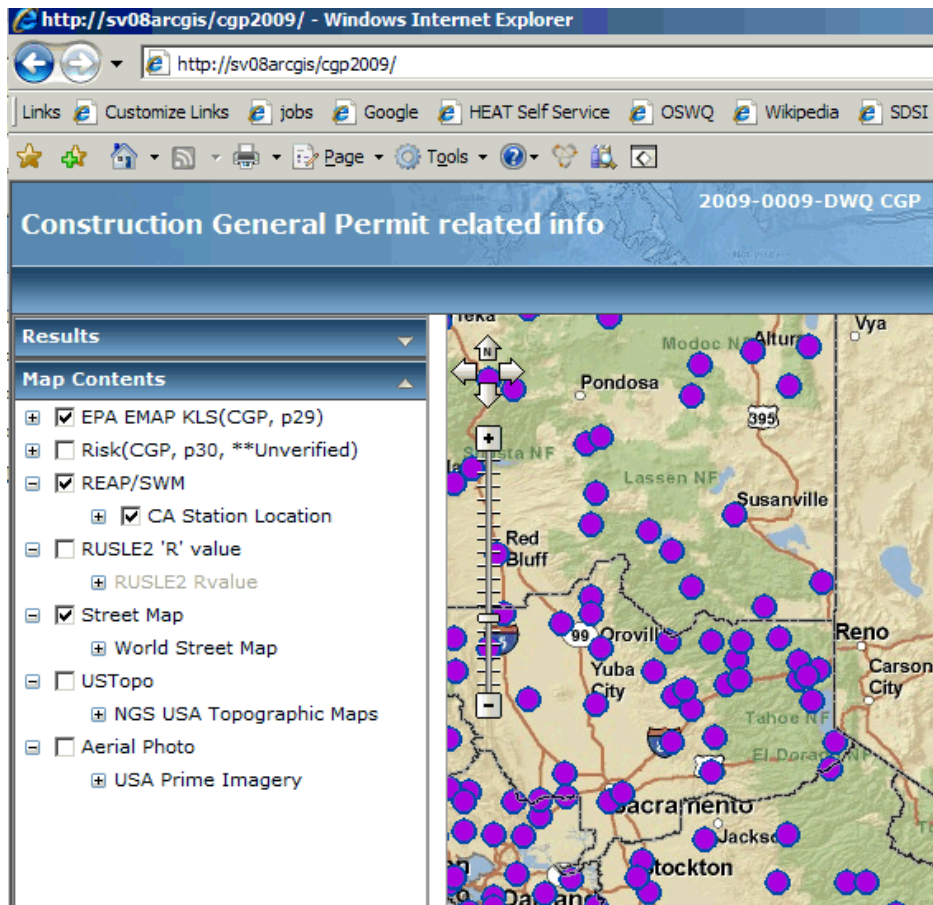 http://sv08arcgis/cgp2009/ - Windows Internet Explorer
http://sv08arcgis/cgp2009/
Links Customize Links jobs Google HEAT Self Service OSWQ Wikipedia SDSI
Page Tools
2009-0009-DWQ CGP
Construction General Permit related info
Results
Map Contents
EPA EMAP KLS(CGP, p29)
Risk(CGP, p30, **Unverified)
REAP/SWM
CA Station Location
RUSLE2 'R' value
RUSLE2 Rvalue
Street Map
World Street Map
USTopo
NGS USA Topographic Maps
Aerial Photo
USA Prime Imagery
Vya
Modoc
N
Pondosa
395
NF
Lassen NF
Susanville
Red
Bluff
99
Reno
Yuba
City
Carson
City
Tahoe NF
Sacramento